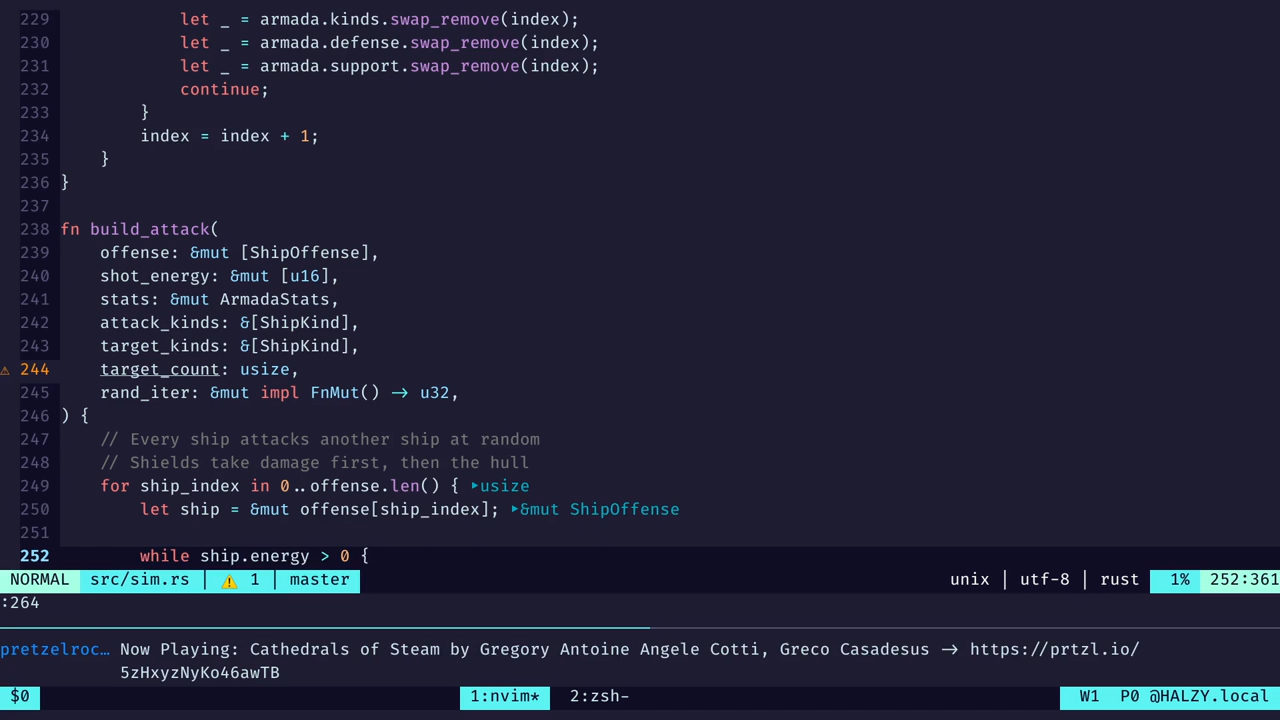 229             let _ = armada.kinds.swap_remove(index);
230             let _ = armada.defense.swap_remove(index);
231             let _ = armada.support.swap_remove(index);
232             continue;
233         }
234         index = index + 1;
235     }
236 }
237
238 fn build_attack(
239     offense: &mut [ShipOffense],
240     shot_energy: &mut [u16],
241     stats: &mut ArmadaStats,
242     attack_kinds: &[ShipKind],
243     target_kinds: &[ShipKind],
⚠ 244     target_count: usize,
245     rand_iter: &mut impl FnMut() -> u32,
246 ) {
247     // Every ship attacks another ship at random
248     // Shields take damage first, then the hull
249     for ship_index in 0..offense.len() { ‣usize
250         let ship = &mut offense[ship_index]; ‣&mut ShipOffense
251
252         while ship.energy > 0 {
NORMAL src/sim.rs | ⚠ 1 | master unix | utf-8 | rust 1% 252:361
:264
pretzelroc… Now Playing: Cathedrals of Steam by Gregory Antoine Angele Cotti, Greco Casadesus -> https://prtzl.io/
5zHxyzNyKo46awTB
$0 1:nvim* 2:zsh- W1 P0 @HALZY.local